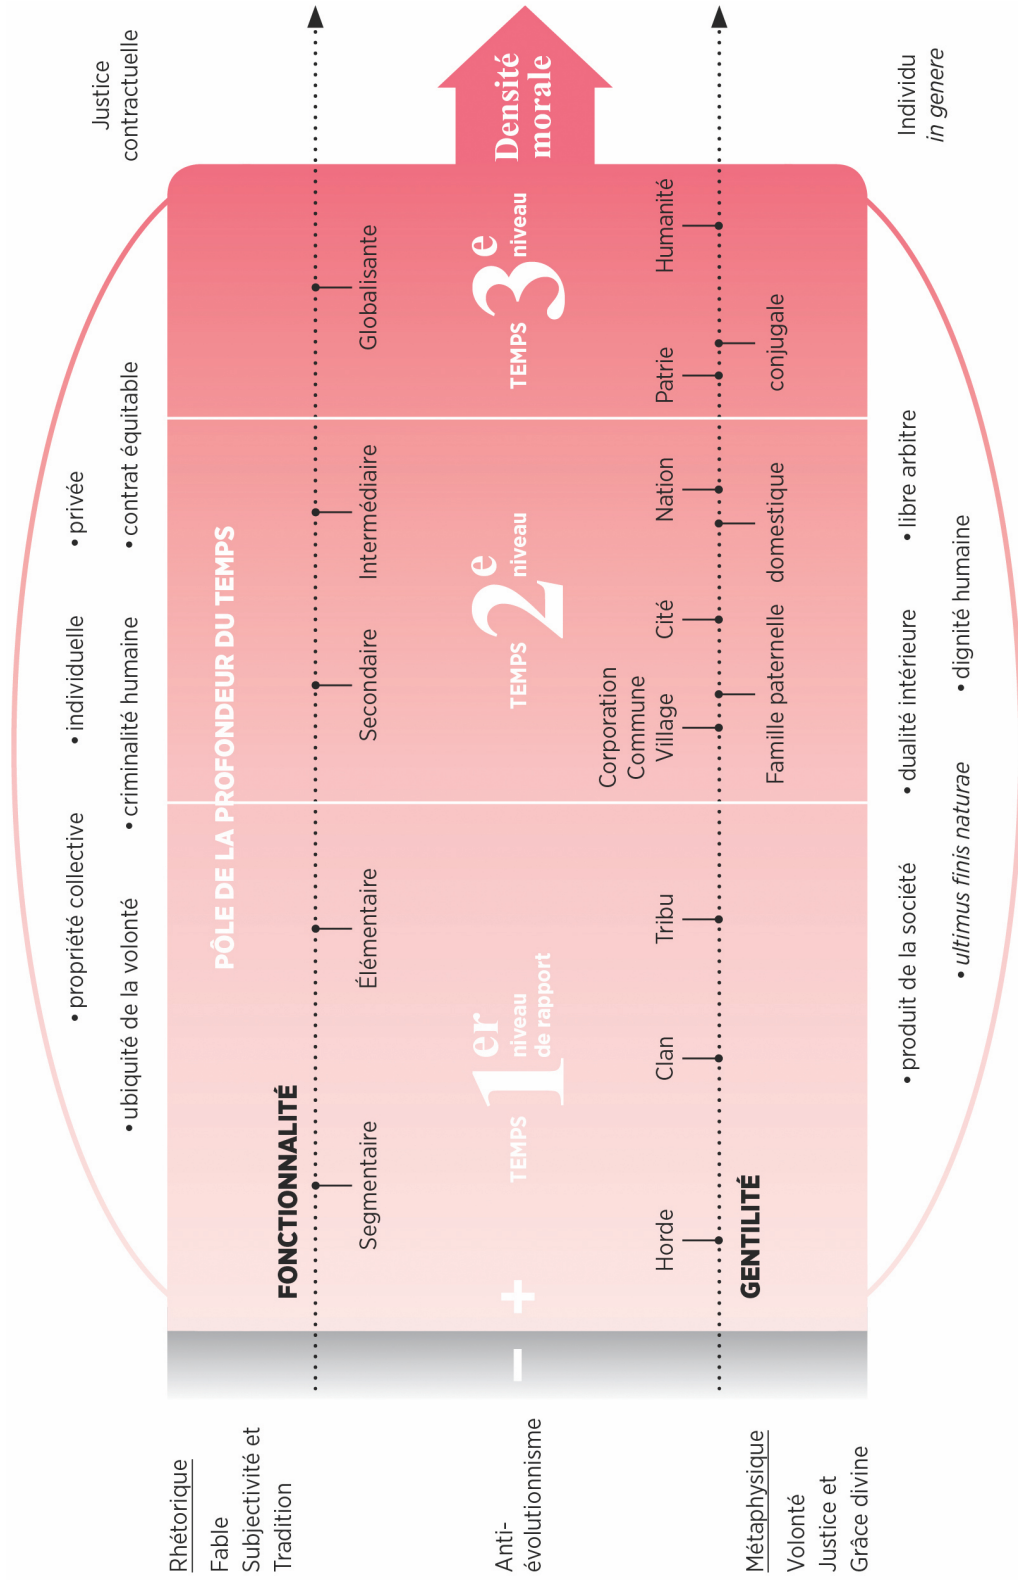 Rhétorique
Fable
Subjectivité et
Tradition
Anti-
évolutionnisme
Métaphysique
Volonté
Justice et
Grâce divine
• propriété collective
• individuelle
• privée
• ubiquité de la volonté
• criminalité humaine
• contrat équitable
Justice
contractuelle
PÔLE DE LA PROFONDEUR DU TEMPS
FONCTIONNALITÉ
Segmentaire
Élémentaire
Secondaire
Intermédiaire
Globalisante
– +
TEMPS 1er niveau
de rapport
TEMPS 2e niveau
TEMPS 3e niveau
Densité
morale
Horde
Clan
Tribu
Corporation
Commune
Village
Cité
Nation
Patrie
Humanité
GENTILITÉ
Famille paternelle
domestique
conjugale
• produit de la société
• dualité intérieure
• libre arbitre
• ultimus finis naturae
• dignité humaine
Individu
in genere